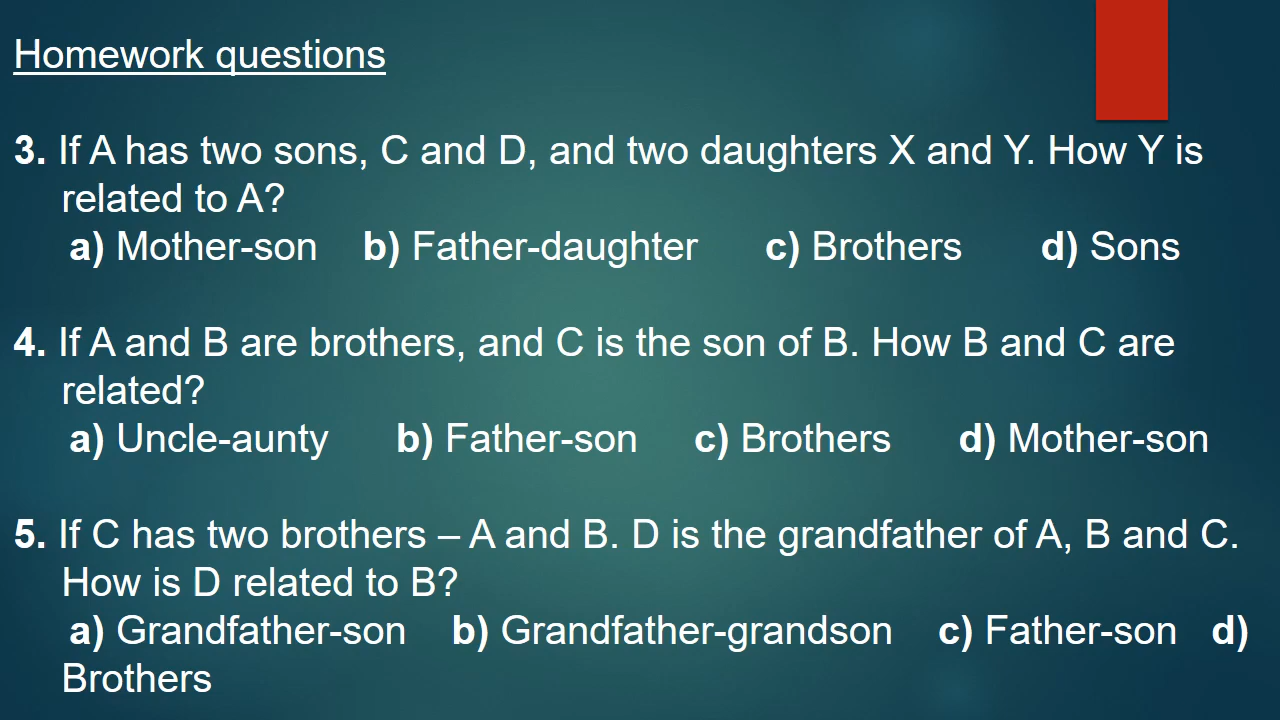 Homework questions
3. If A has two sons, C and D, and two daughters X and Y. How Y is
related to A?
a) Mother-son b) Father-daughter c) Brothers d) Sons
4. If A and B are brothers, and C is the son of B. How B and C are
related?
a) Uncle-aunty b) Father-son c) Brothers d) Mother-son
5. If C has two brothers – A and B. D is the grandfather of A, B and C.
How is D related to B?
a) Grandfather-son b) Grandfather-grandson c) Father-son d)
Brothers